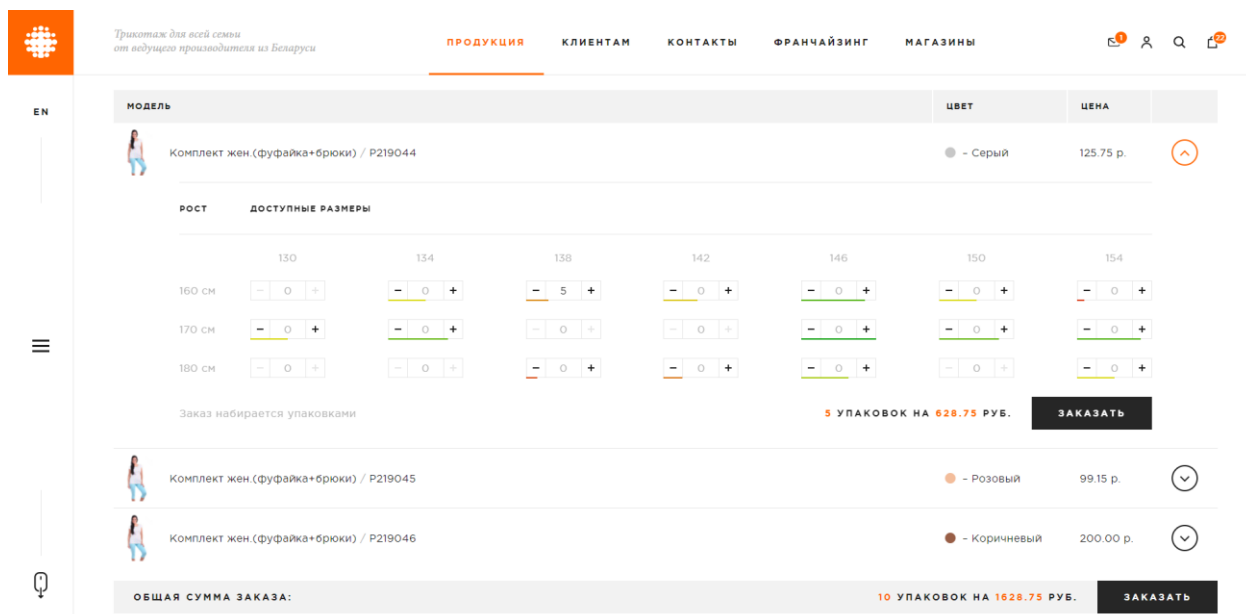 Трикотаж для всей семьи
от ведущего производителя из Беларуси
ПРОДУКЦИЯ КЛИЕНТАМ КОНТАКТЫ ФРАНЧАЙЗИНГ МАГАЗИНЫ 1 22
EN
МОДЕЛЬ ЦВЕТ ЦЕНА
Комплект жен.(фуфайка+брюки) / P219044 – Серый 125.75 р.
РОСТ ДОСТУПНЫЕ РАЗМЕРЫ
130 134 138 142 146 150 154
160 см − 0 + − 0 + − 5 + − 0 + − 0 + − 0 + − 0 +
170 см − 0 + − 0 + − 0 + − 0 + − 0 + − 0 + − 0 +
180 см − 0 + − 0 + − 0 + − 0 + − 0 + − 0 + − 0 +
Заказ набирается упаковками 5 УПАКОВОК НА 628.75 РУБ. ЗАКАЗАТЬ
Комплект жен.(фуфайка+брюки) / P219045 – Розовый 99.15 р.
Комплект жен.(фуфайка+брюки) / P219046 – Коричневый 200.00 р.
ОБЩАЯ СУММА ЗАКАЗА: 10 УПАКОВОК НА 1628.75 РУБ. ЗАКАЗАТЬ